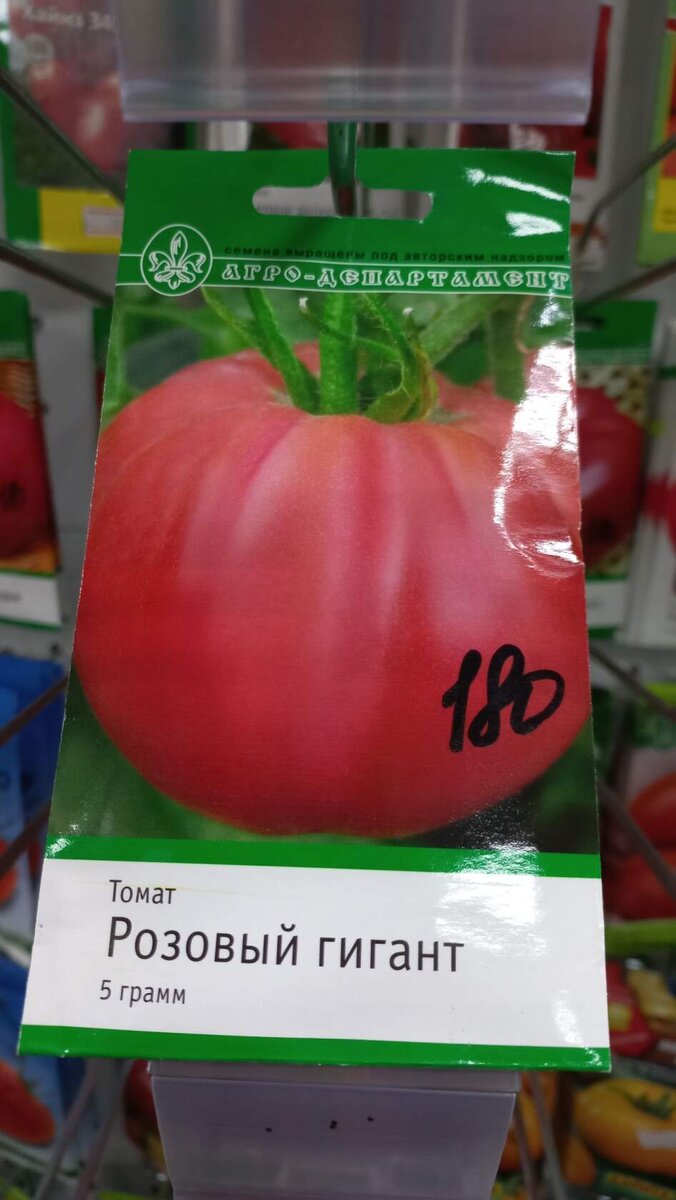 семена выращены под авторским надзором
АГРО-ДЕПАРТАМЕНТ
180
Томат
Розовый гигант
5 грамм